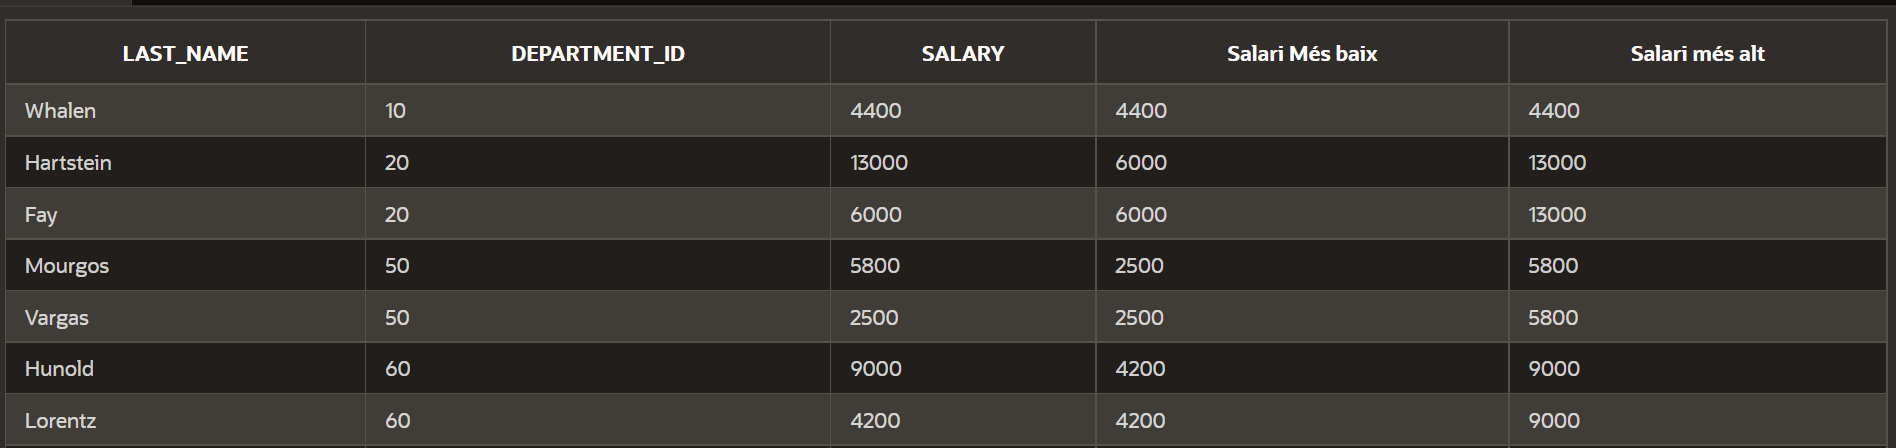 LAST_NAME DEPARTMENT_ID SALARY Salari Més baix Salari més alt
Whalen 10 4400 4400 4400
Hartstein 20 13000 6000 13000
Fay 20 6000 6000 13000
Mourgos 50 5800 2500 5800
Vargas 50 2500 2500 5800
Hunold 60 9000 4200 9000
Lorentz 60 4200 4200 9000